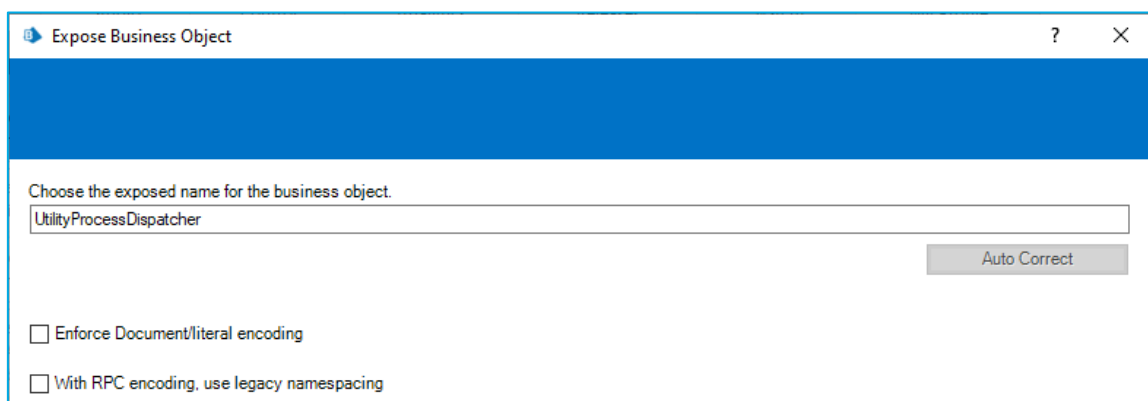 Expose Business Object
?
Choose the exposed name for the business object.
UtilityProcessDispatcher
Auto Correct
Enforce Document/literal encoding
With RPC encoding, use legacy namespacing